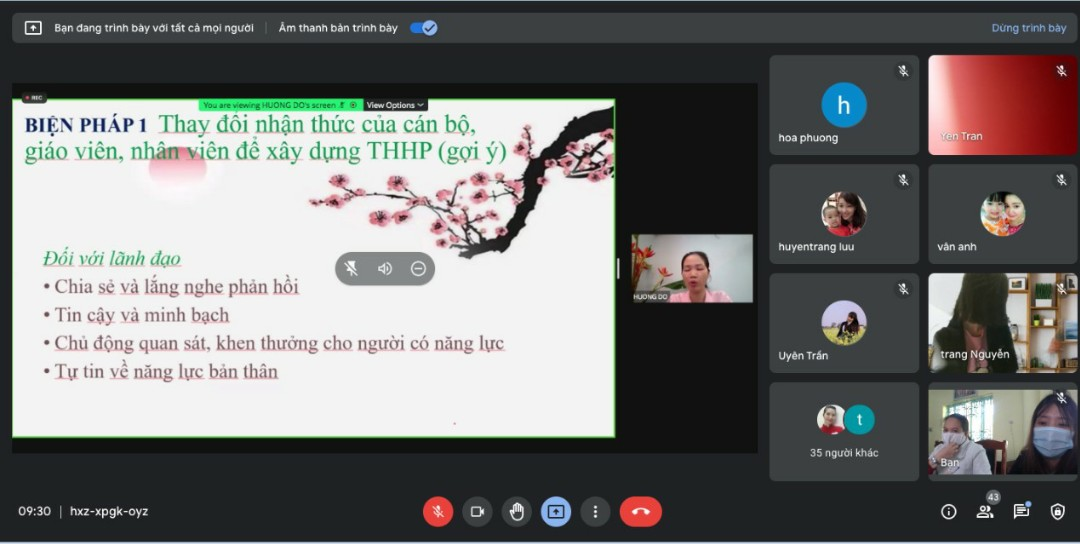 Bạn đang trình bày với tất cả mọi người
Âm thanh bản trình bày
Dừng trình bày
REC
You are viewing HUONG DO's screen
View Options
BIỆN PHÁP 1 Thay đổi nhận thức của cán bộ,
giáo viên, nhân viên để xây dựng THHP (gợi ý)
Đối với lãnh đạo
• Chia sẻ và lắng nghe phản hồi
• Tin cậy và minh bạch
• Chủ động quan sát, khen thưởng cho người có năng lực
• Tự tin về năng lực bản thân
HUONG DO
h
hoa phuong
Yến Tran
huyentrang luu
vân anh
Uyên Trần
trang Nguyễn
t
35 người khác
Bạn
09:30 | hxz-xpgk-oyz
43